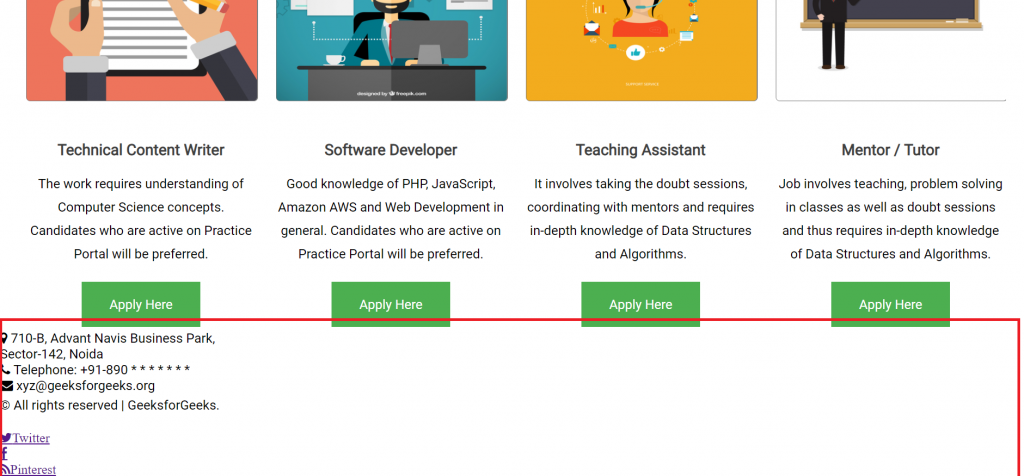 designed by freepik.com
Technical Content Writer
The work requires understanding of
Computer Science concepts.
Candidates who are active on Practice
Portal will be preferred.
Apply Here
Software Developer
Good knowledge of PHP, JavaScript,
Amazon AWS and Web Development in
general. Candidates who are active on
Practice Portal will be preferred.
Apply Here
Teaching Assistant
It involves taking the doubt sessions,
coordinating with mentors and requires
in-depth knowledge of Data Structures
and Algorithms.
Apply Here
Mentor / Tutor
Job involves teaching, problem solving
in classes as well as doubt sessions
and thus requires in-depth knowledge
of Data Structures and Algorithms.
Apply Here
710-B, Advant Navis Business Park,
Sector-142, Noida
Telephone: +91-890 * * * * * * *
xyz@geeksforgeeks.org
© All rights reserved | GeeksforGeeks.
Twitter
Pinterest